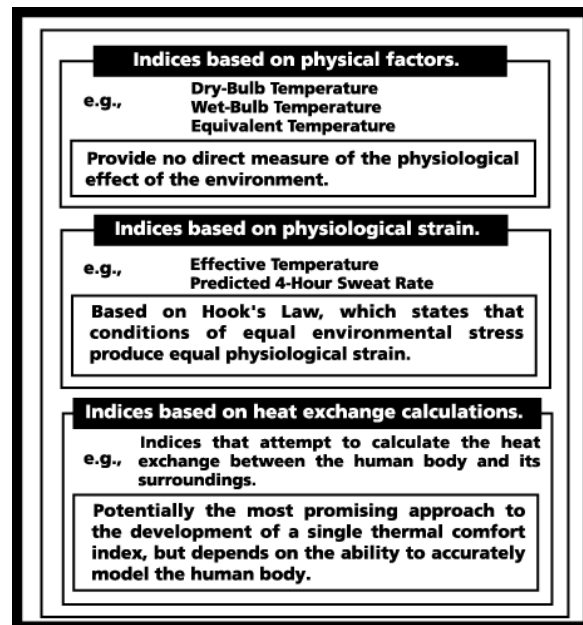 Indices based on physical factors.
e.g., Dry-Bulb Temperature
Wet-Bulb Temperature
Equivalent Temperature
Provide no direct measure of the physiological
effect of the environment.
Indices based on physiological strain.
e.g., Effective Temperature
Predicted 4-Hour Sweat Rate
Based on Hook's Law, which states that
conditions of equal environmental stress
produce equal physiological strain.
Indices based on heat exchange calculations.
Indices that attempt to calculate the heat
e.g., exchange between the human body and its
surroundings.
Potentially the most promising approach to
the development of a single thermal comfort
index, but depends on the ability to accurately
model the human body.